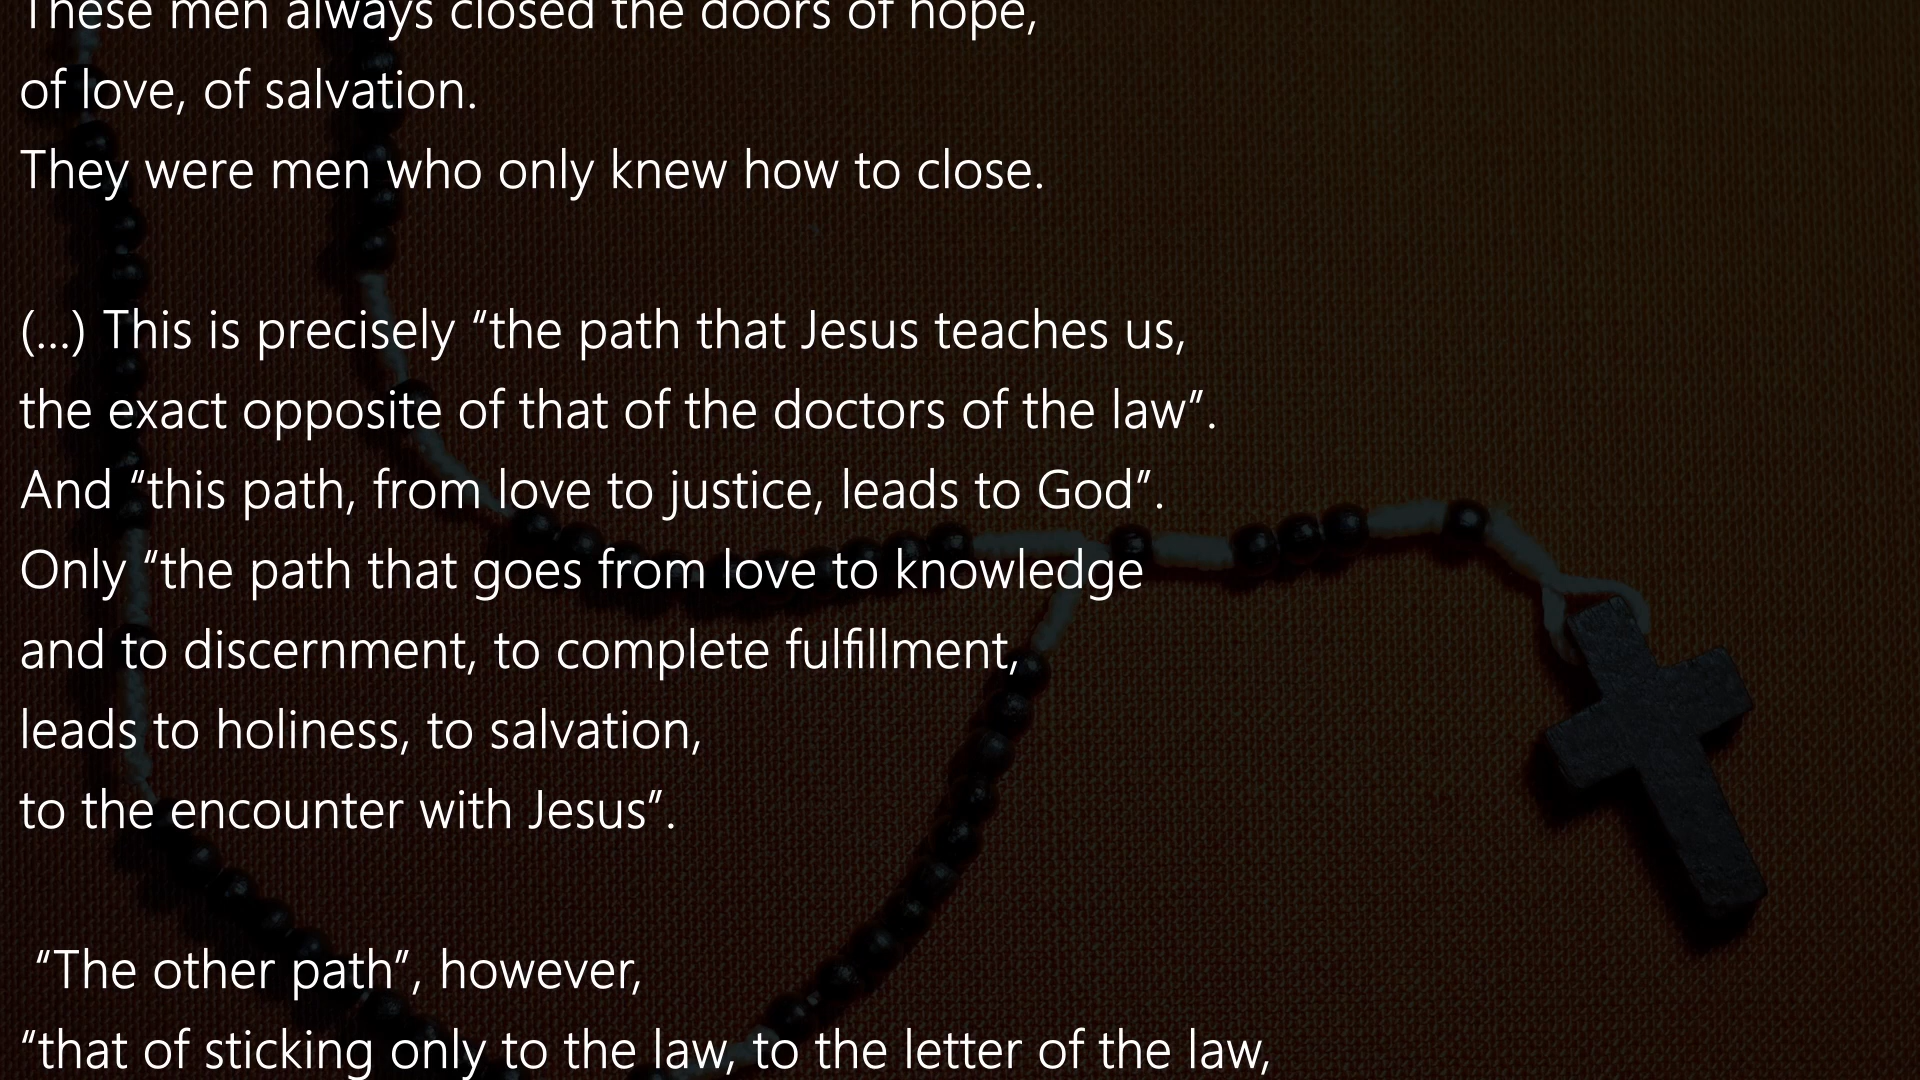 These men always closed the doors of hope,
of love, of salvation.
They were men who only knew how to close.
(...) This is precisely “the path that Jesus teaches us,
the exact opposite of that of the doctors of the law”.
And “this path, from love to justice, leads to God”.
Only “the path that goes from love to knowledge
and to discernment, to complete fulfillment,
leads to holiness, to salvation,
to the encounter with Jesus”.
“The other path”, however,
“that of sticking only to the law, to the letter of the law,